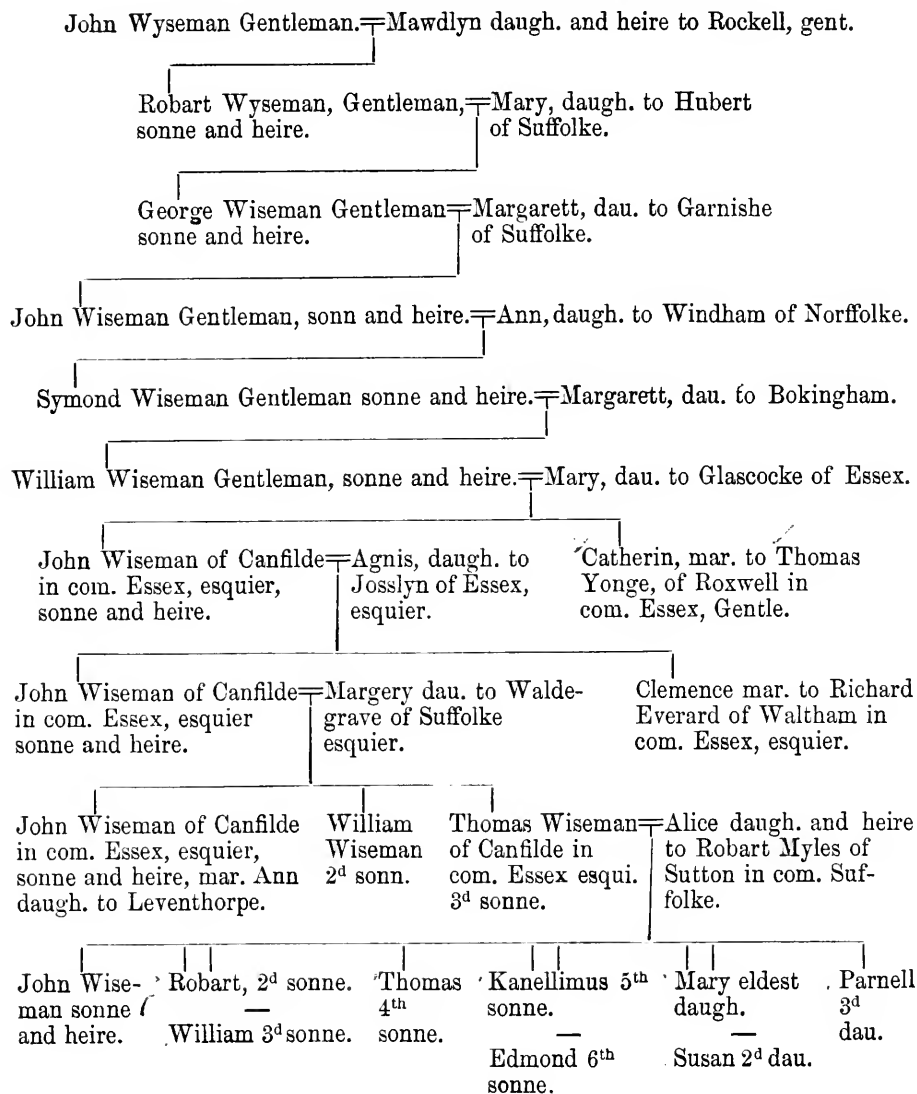 John Wyseman Gentleman.=Mawdlyn daugh. and heire to Rockell, gent.
Robart Wyseman, Gentleman,=Mary, daugh. to Hubert
sonne and heire. of Suffolke.
George Wiseman Gentleman=Margarett, dau. to Garnishe
sonne and heire. of Suffolke.
John Wiseman Gentleman, sonn and heire.=Ann, daugh. to Windham of Norffolke.
Symond Wiseman Gentleman sonne and heire.=Margarett, dau. to Bokingham.
William Wiseman Gentleman, sonne and heire.=Mary, dau. to Glascocke of Essex.
John Wiseman of Canfilde=
in com. Essex, esquier,
sonne and heire.
Agnis, daugh. to
Josslyn of Essex,
esquier.
Catherin, mar. to Thomas
Yonge, of Roxwell in
com. Essex, Gentle.
John Wiseman of Canfilde=
in com. Essex, esquier
sonne and heire.
Margery dau. to Walde-
grave of Suffolke
esquier.
Clemence mar. to Richard
Everard of Waltham in
com. Essex, esquier.
John Wiseman of Canfilde
in com. Essex, esquier,
sonne and heire, mar. Ann
daugh. to Leventhorpe.
William
Wiseman
2d sonn.
Thomas Wiseman=
of Canfilde in
com. Essex esqui.
3d sonne.
Alice daugh. and heire
to Robart Myles of
Sutton in com. Suf-
folke.
John Wise-
man sonne
and heire.
Robart, 2d sonne.
—
William 3d sonne.
Thomas
4th
sonne.
Kanellimus 5th
sonne.
—
Edmond 6th
sonne.
Mary eldest
daugh.
—
Susan 2d dau.
Parnell
3d
dau.